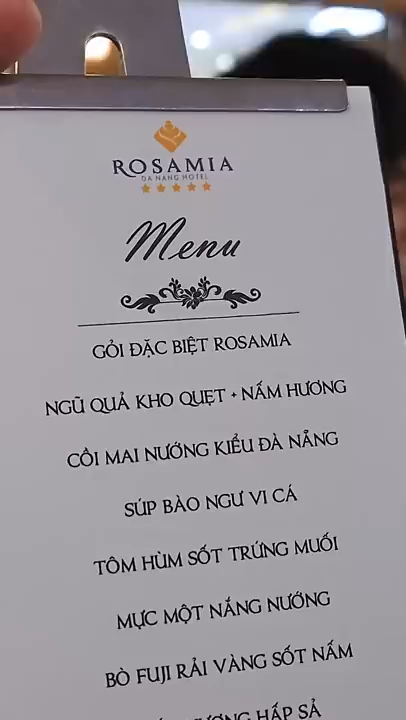 ROSAMIA
DA NANG HOTEL
Menu
GỎI ĐẶC BIỆT ROSAMIA
NGŨ QUẢ KHO QUẸT + NẤM HƯƠNG
CỒI MAI NƯỚNG KIỂU ĐÀ NẴNG
SÚP BÀO NGƯ VI CÁ
TÔM HÙM SỐT TRỨNG MUỐI
MỰC MỘT NẮNG NƯỚNG
BÒ FUJI RẢI VÀNG SỐT NẤM
HẤP SẢ